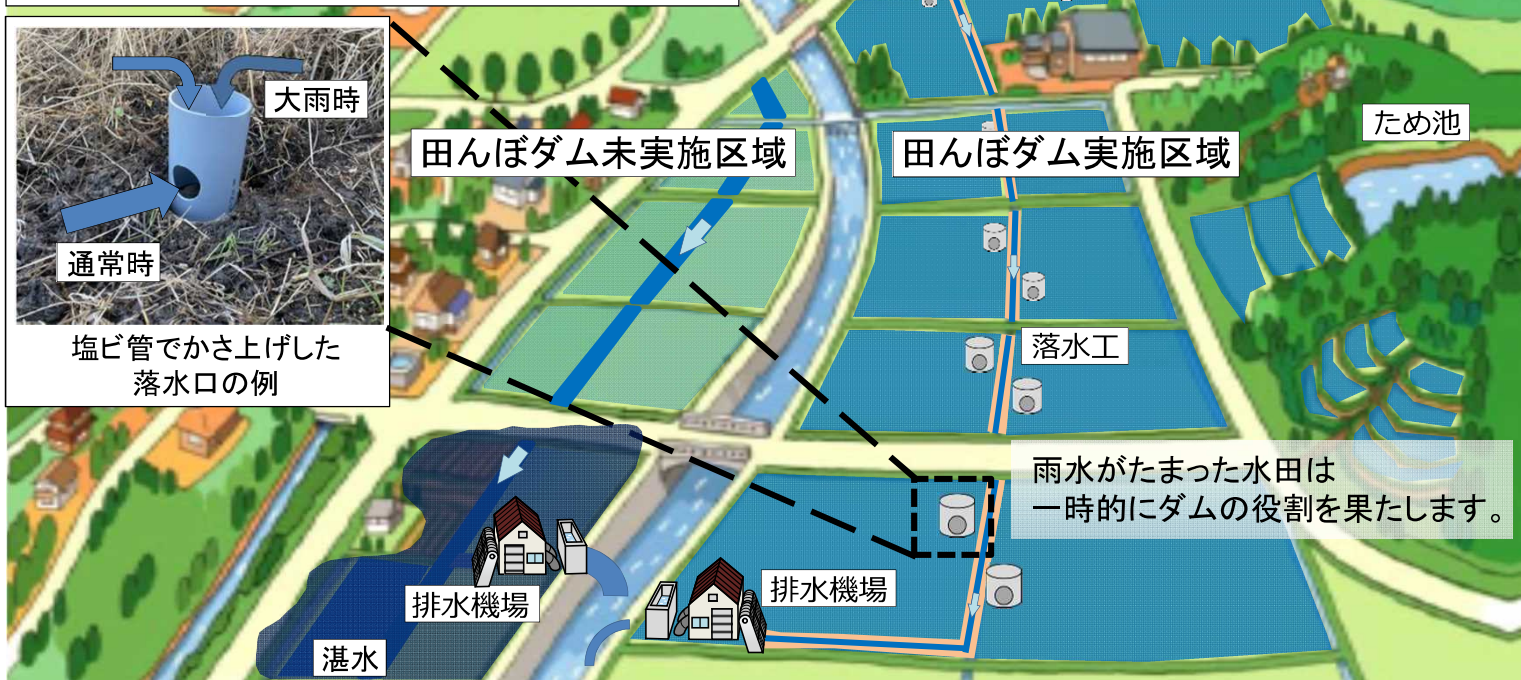 大雨時
通常時
塩ビ管でかさ上げした
落水口の例
田んぼダム未実施区域
田んぼダム実施区域
ため池
落水工
雨水がたまった水田は
一時的にダムの役割を果たします。
排水機場
排水機場
湛水